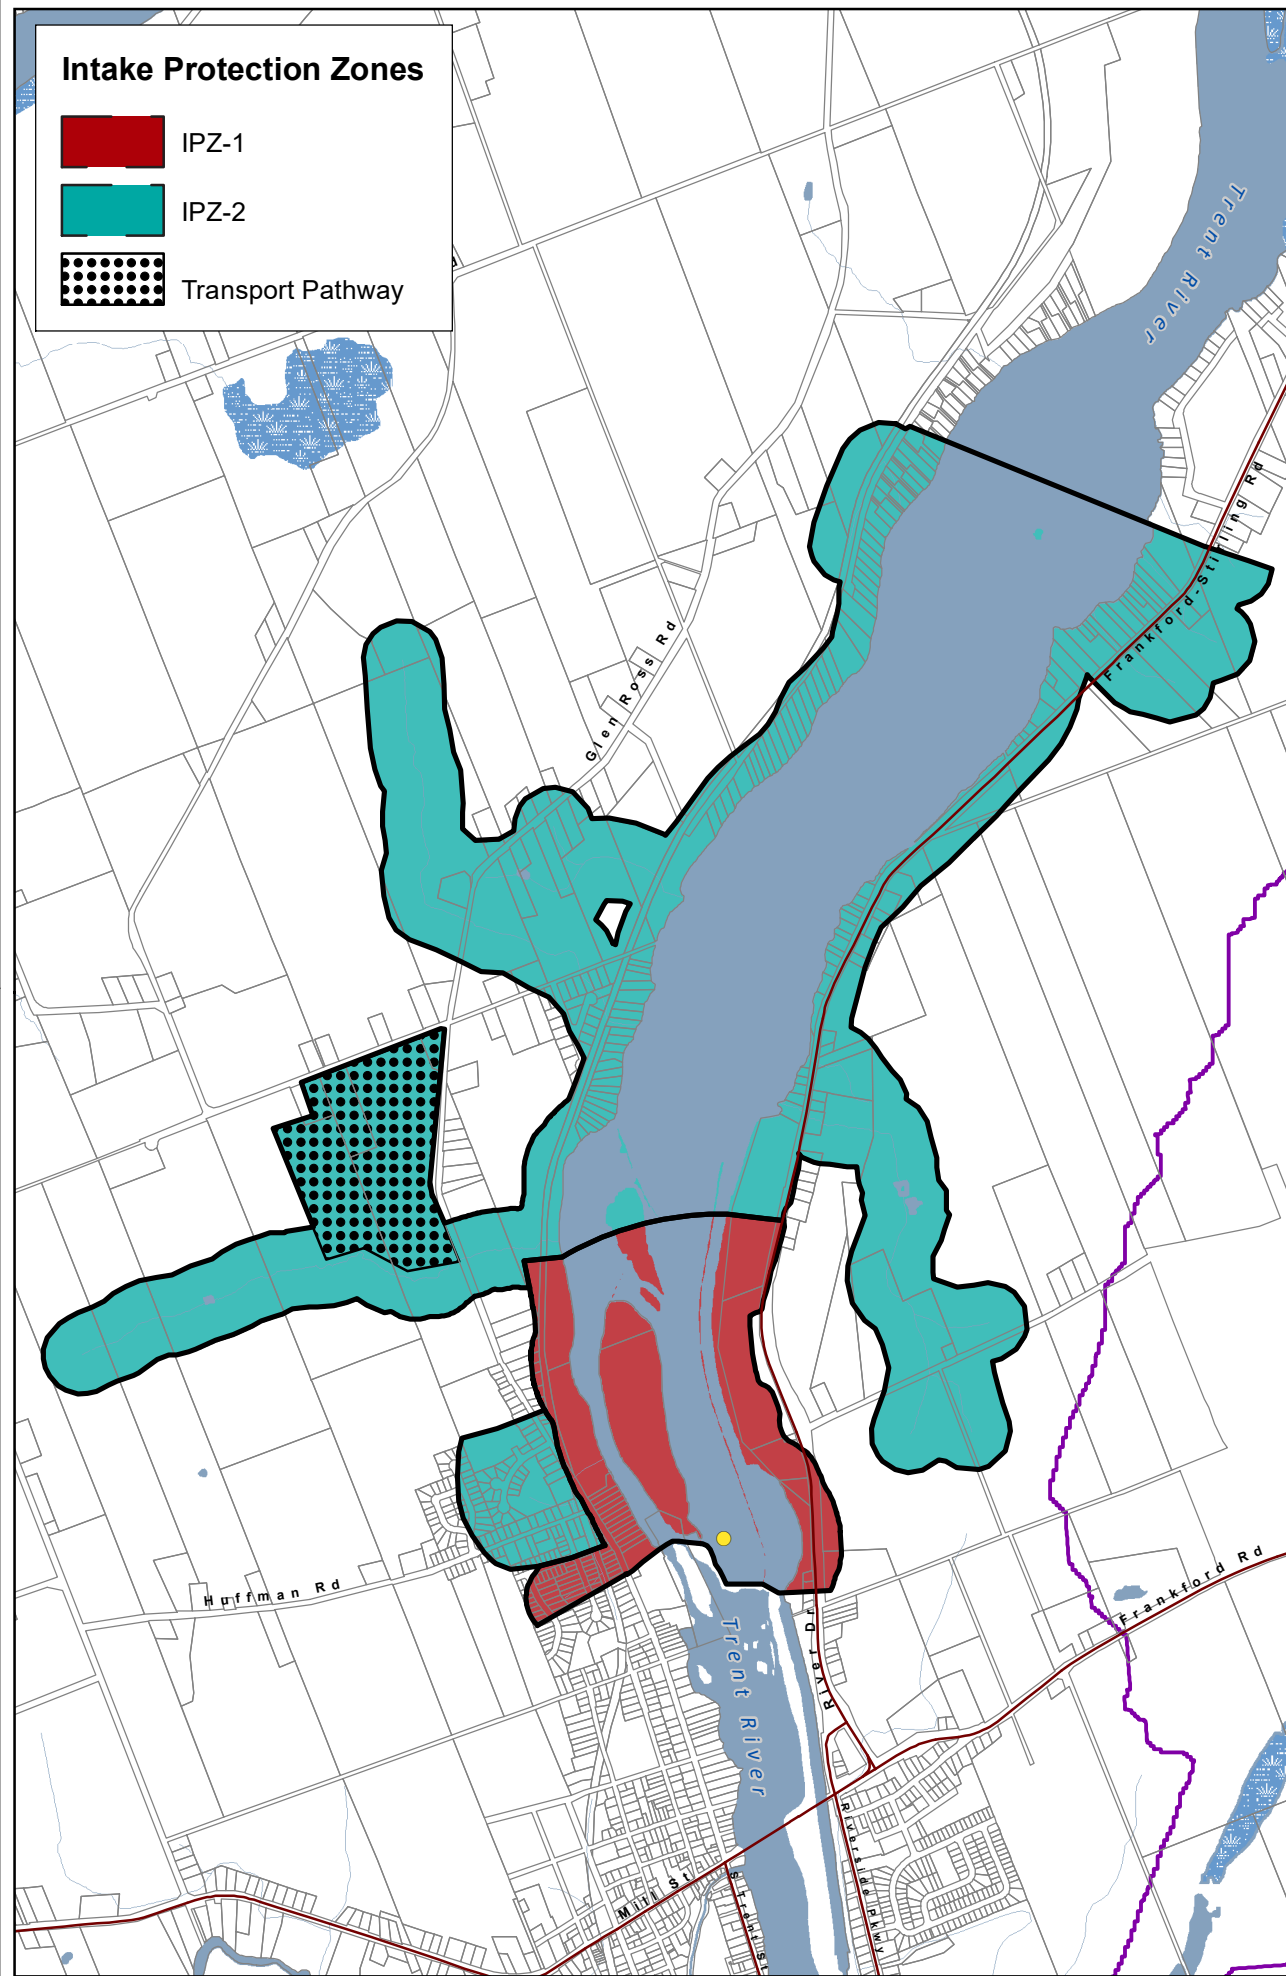 Intake Protection Zones
IPZ-1
IPZ-2
Transport Pathway
Trent River
Frankford-Stirling Rd
Glen Ross Rd
Huffman Rd
Frankford Rd
Trent River
River Dr
Riverside Pkwy
Mill St
S Trent St